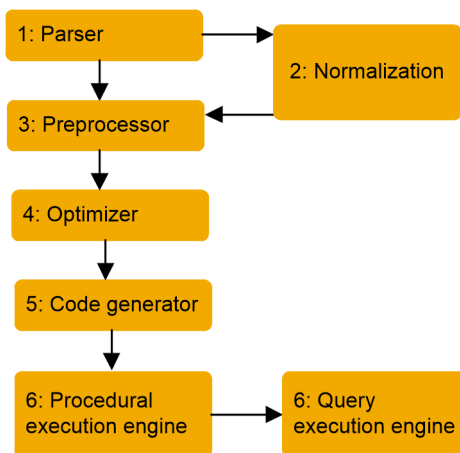 1: Parser
2: Normalization
3: Preprocessor
4: Optimizer
5: Code generator
6: Procedural
execution engine
6: Query
execution engine